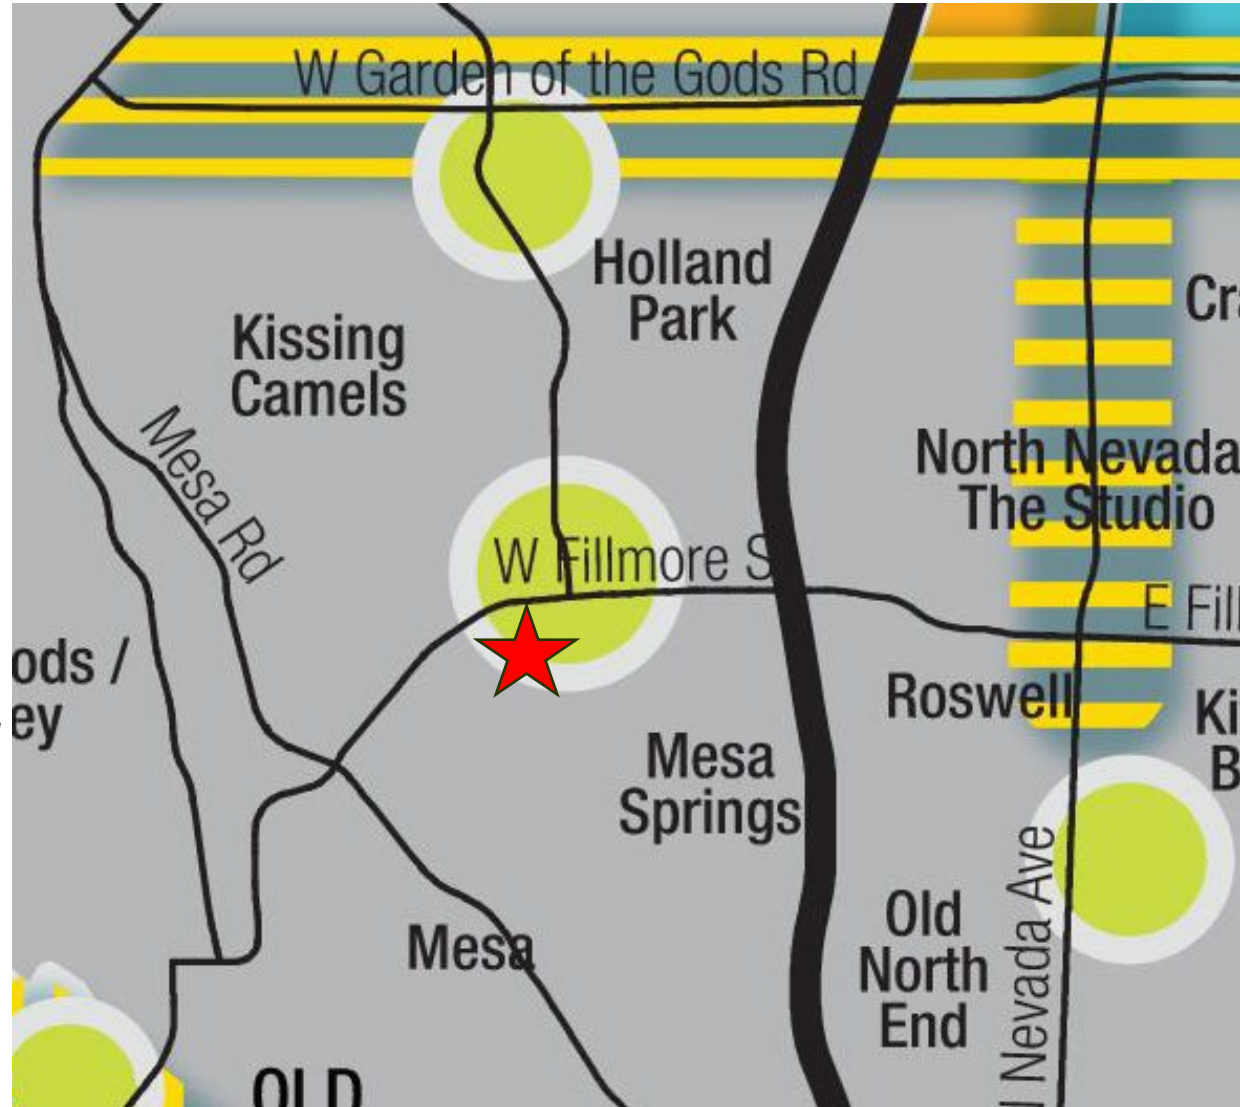 W Garden of the Gods Rd
Holland
Park
Cr
Kissing
Camels
Mesa Rd
North Nevada
The Studio
W Fillmore S
E Fill
ods /
ey
Roswell
Ki
B
Mesa
Springs
N Nevada Ave
Old
North
End
Mesa
OLD